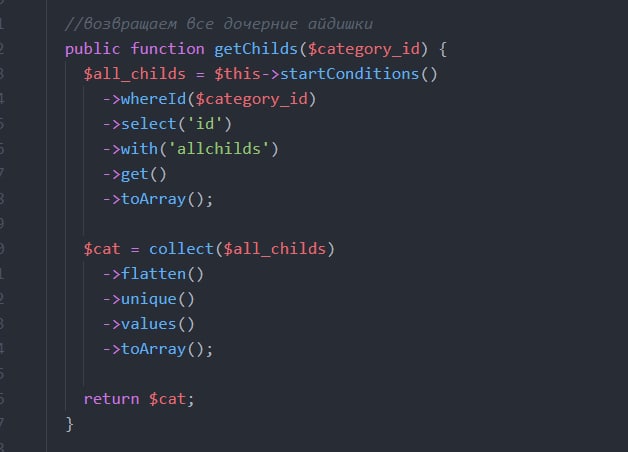 //возвращаем все дочерние айдишки
public function getChilds($category_id) {
$all_childs = $this->startConditions()
->whereId($category_id)
->select('id')
->with('allchilds')
->get()
->toArray();
$cat = collect($all_childs)
->flatten()
->unique()
->values()
->toArray();
return $cat;
}